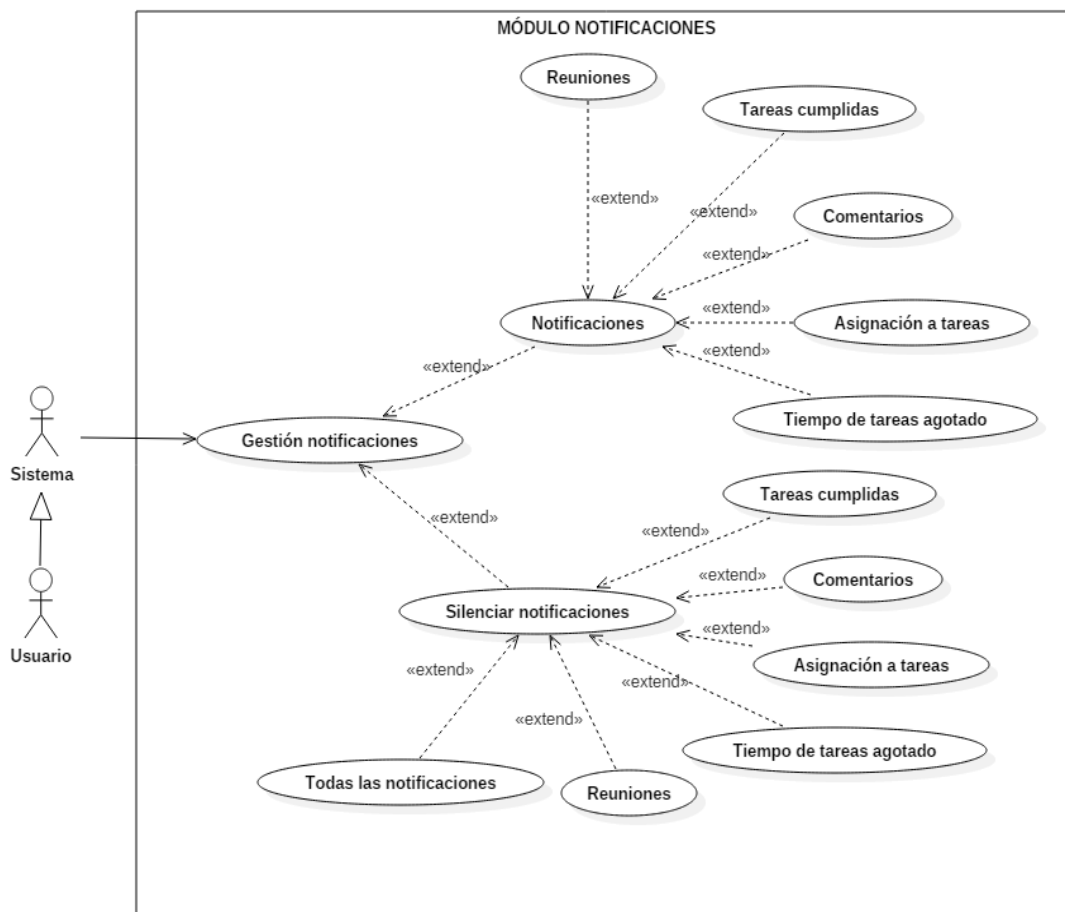 MÓDULO NOTIFICACIONES
Reuniones
Tareas cumplidas
«extend»
«extend»
Comentarios
«extend»
«extend»
Notificaciones
Asignación a tareas
«extend»
«extend»
Tiempo de tareas agotado
Gestión notificaciones
Sistema
Tareas cumplidas
«extend»
«extend»
«extend»
Comentarios
Silenciar notificaciones
«extend»
Usuario
Asignación a tareas
«extend»
«extend»
«extend»
Tiempo de tareas agotado
Todas las notificaciones
Reuniones